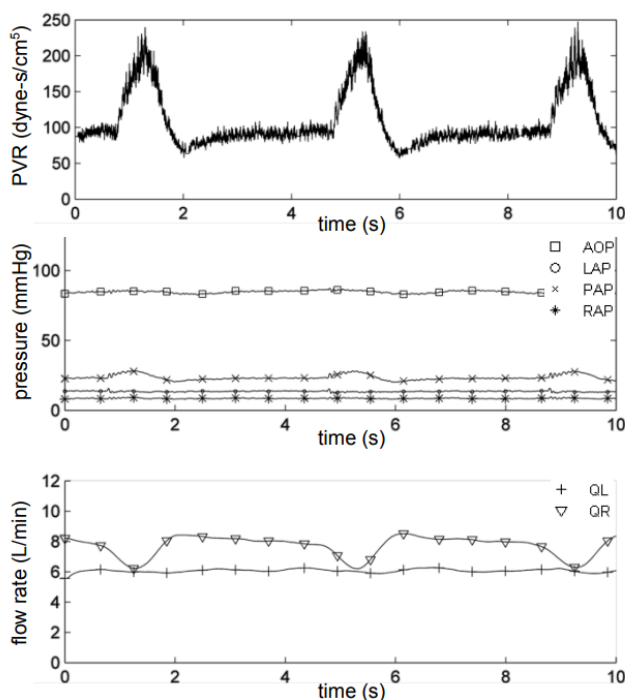 PVR (dyne-s/cm⁵)
250
200
150
100
50
0
0 2 4 6 8 10
time (s)
pressure (mmHg)
100
50
0
AOP
LAP
PAP
RAP
0 2 4 6 8 10
time (s)
flow rate (L/min)
12
10
8
6
4
2
0
QL
QR
0 2 4 6 8 10
time (s)